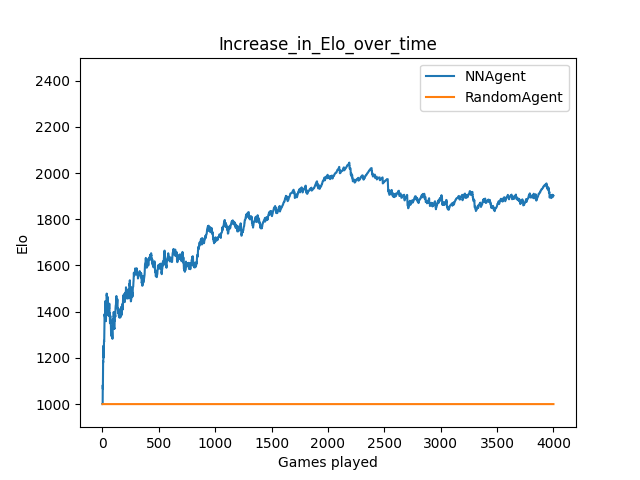 Increase_in_Elo_over_time
NNAgent
RandomAgent
2400
2200
2000
1800
1600
1400
1200
1000
Elo
0 500 1000 1500 2000 2500 3000 3500 4000
Games played